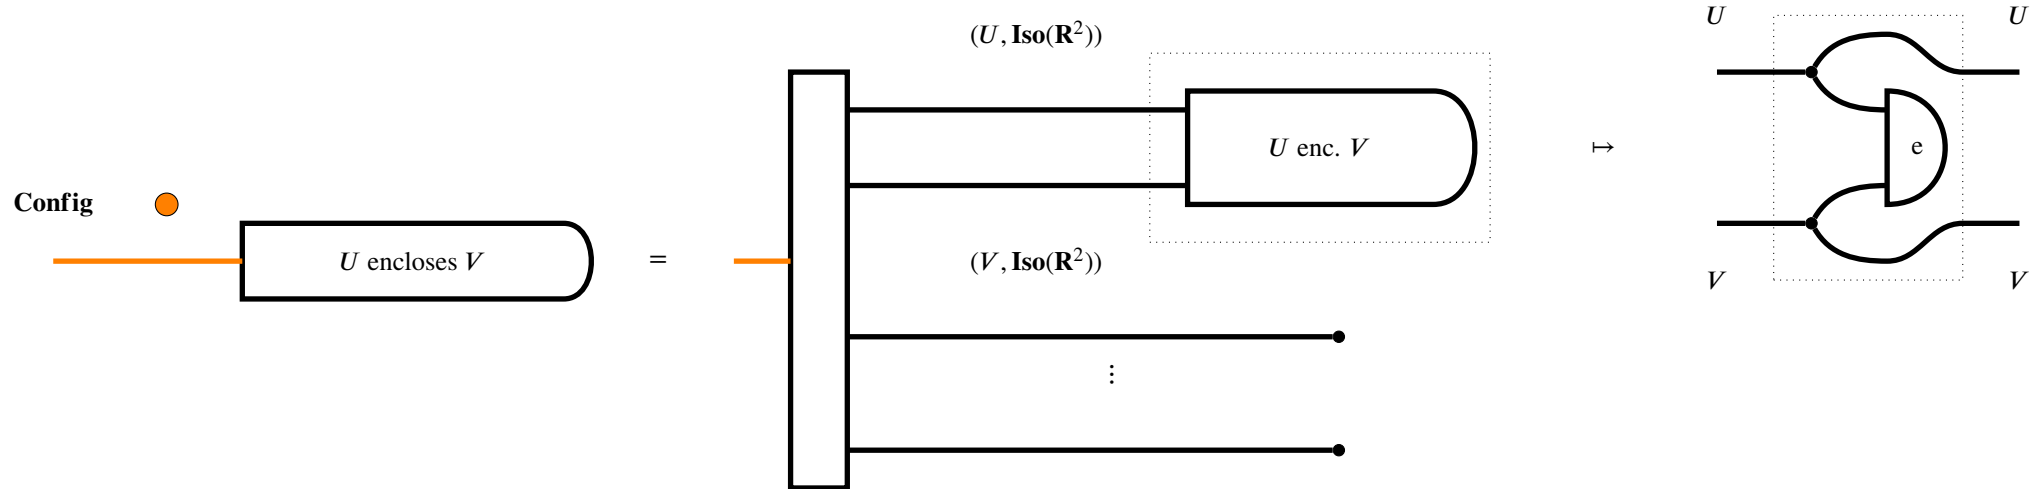 Config
U encloses V
=
(U, Iso(R²))
U enc. V
(V, Iso(R²))
⋮
↦
U U
e
V V